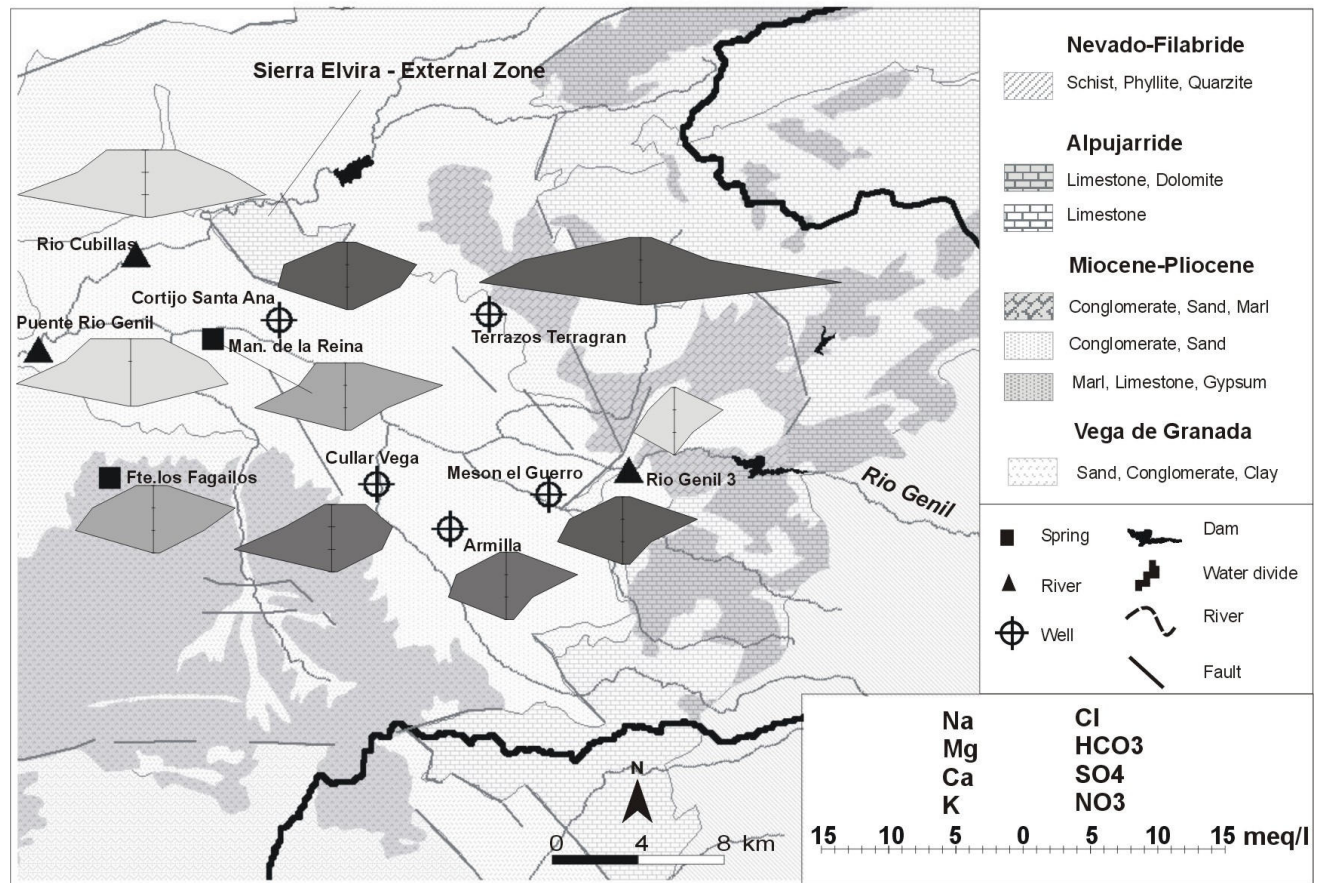 Sierra Elvira - External Zone
Rio Cubillas
Cortijo Santa Ana
Puente Rio Genil
Man. de la Reina
Terrazos Terragran
Cullar Vega
Meson el Guerro
Fte.los Fagailos
Rio Genil 3
Rio Genil
Armilla
N
0 4 8 km
Nevado-Filabride
Schist, Phyllite, Quarzite
Alpujarride
Limestone, Dolomite
Limestone
Miocene-Pliocene
Conglomerate, Sand, Marl
Conglomerate, Sand
Marl, Limestone, Gypsum
Vega de Granada
Sand, Conglomerate, Clay
Spring Dam
River Water divide
Well River
Fault
Na Cl
Mg HCO3
Ca SO4
K NO3
15 10 5 0 5 10 15 meq/l